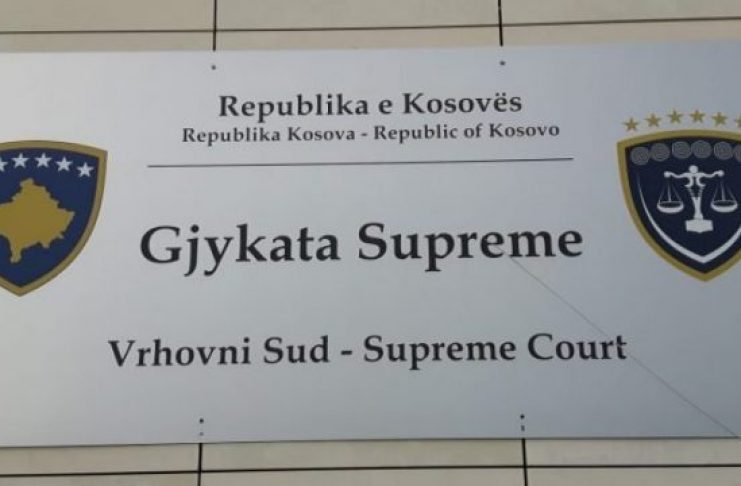 Republika e Kosovës
Republika Kosova - Republic of Kosovo
Gjykata Supreme
Vrhovni Sud - Supreme Court